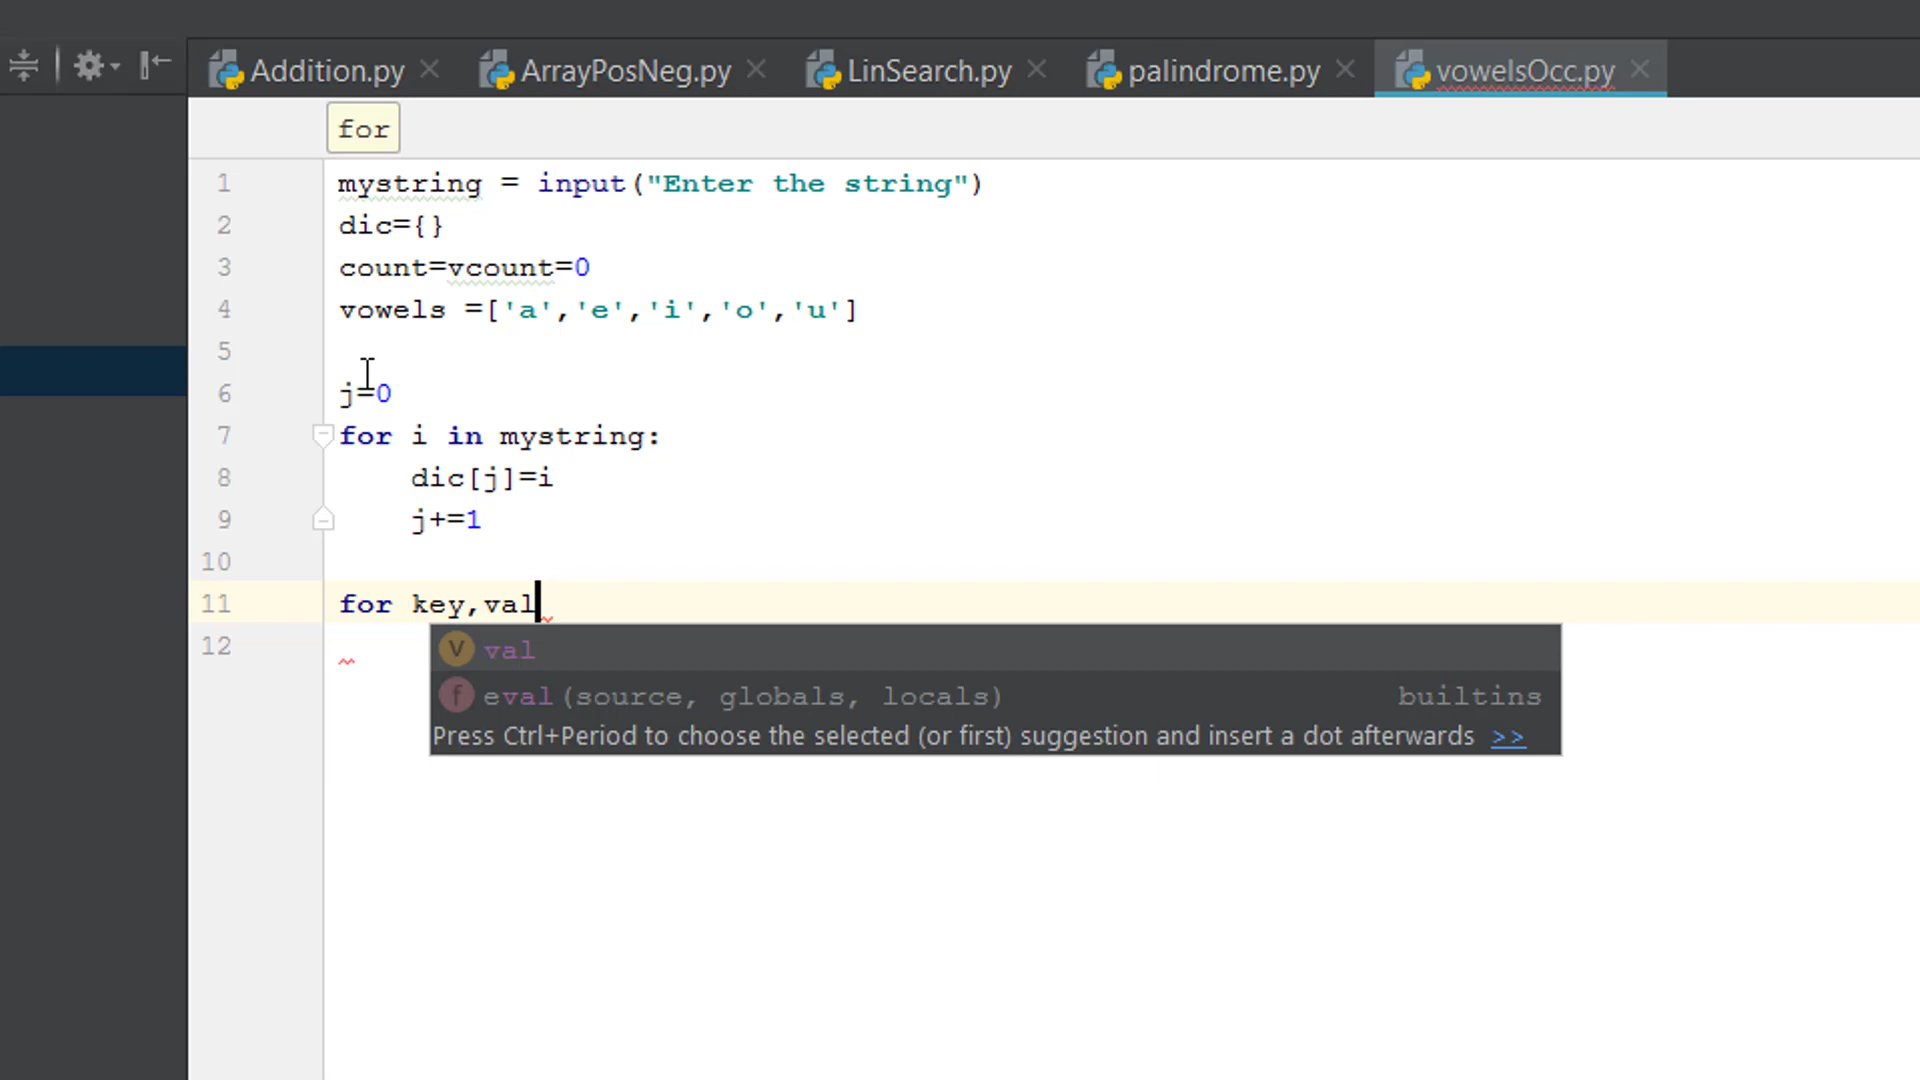 Addition.py ArrayPosNeg.py LinSearch.py palindrome.py vowelsOcc.py
for
1 mystring = input("Enter the string")
2 dic={}
3 count=vcount=0
4 vowels =['a','e','i','o','u']
5
6 j=0
7 for i in mystring:
8 dic[j]=i
9 j+=1
10
11 for key,val
12
V val
f eval(source, globals, locals) builtins
Press Ctrl+Period to choose the selected (or first) suggestion and insert a dot afterwards >>